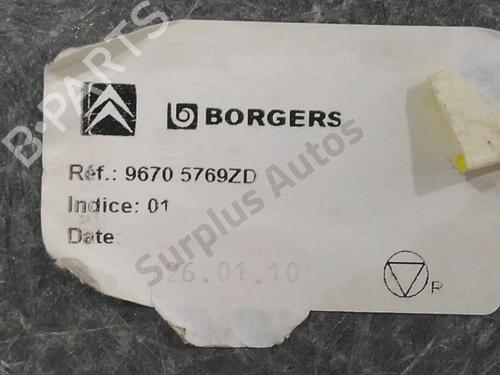 BORGERS
Réf.: 9670 5769ZD
Indice: 01
Date
26.01.10
R
B-PARTS
Surplus Autos